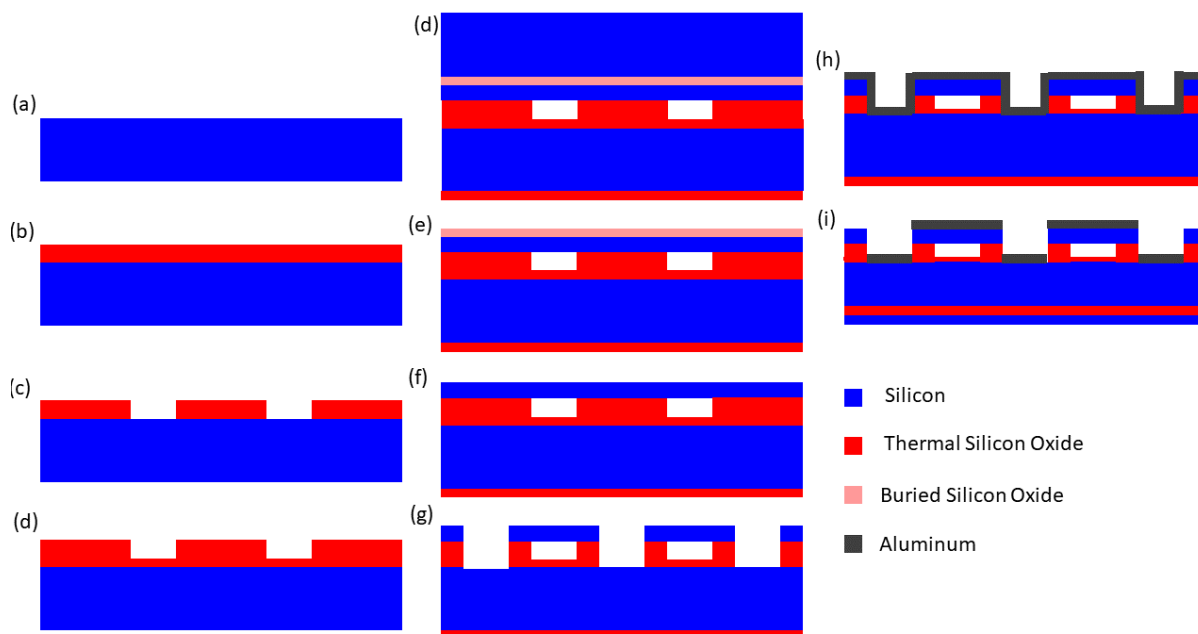 (a)
(b)
(c)
(d)
(d)
(e)
(f)
(g)
(h)
(i)
Silicon
Thermal Silicon Oxide
Buried Silicon Oxide
Aluminum